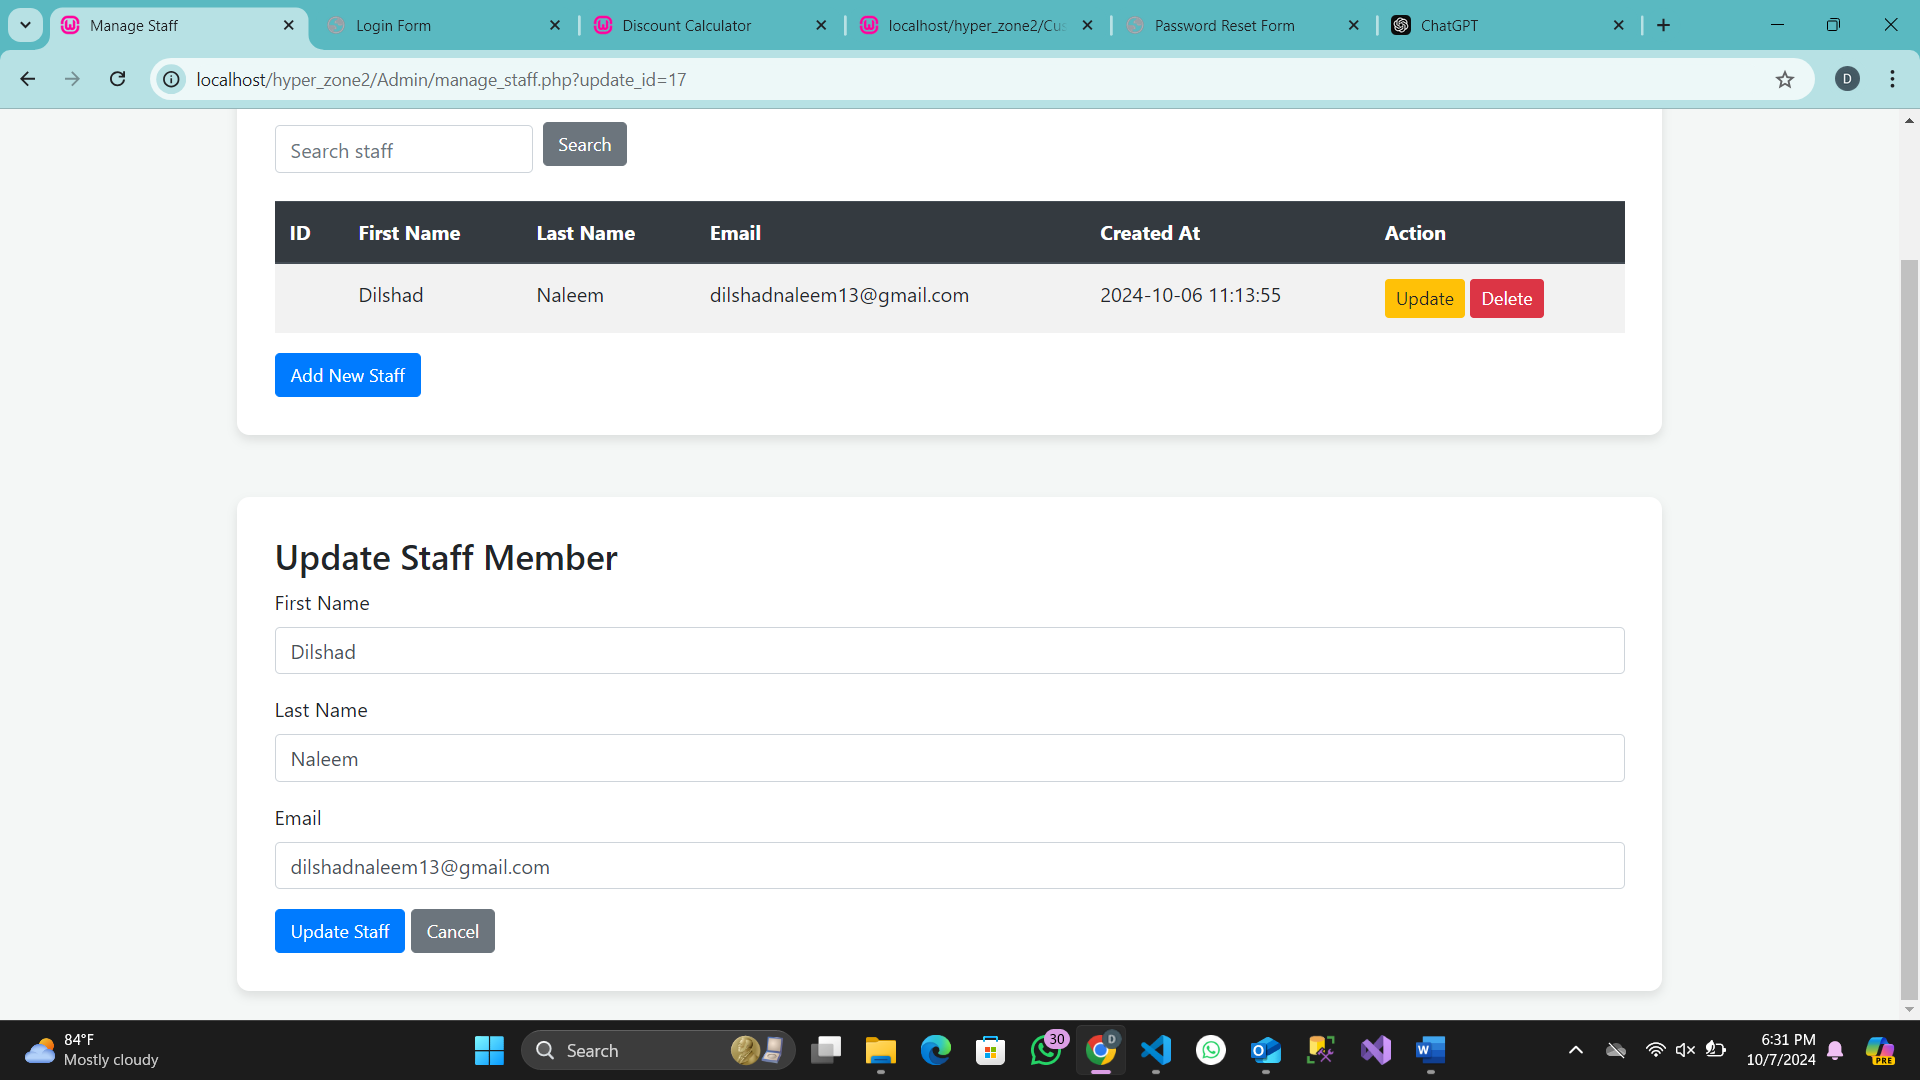 Manage Staff
Login Form
Discount Calculator
localhost/hyper_zone2/Cus
Password Reset Form
ChatGPT
localhost/hyper_zone2/Admin/manage_staff.php?update_id=17
D
Search staff
Search
ID First Name Last Name Email Created At Action
Dilshad Naleem dilshadnaleem13@gmail.com 2024-10-06 11:13:55 Update Delete
Add New Staff
Update Staff Member
First Name
Dilshad
Last Name
Naleem
Email
dilshadnaleem13@gmail.com
Update Staff Cancel
84°F
Mostly cloudy
Search
30
D
6:31 PM
10/7/2024
PRE